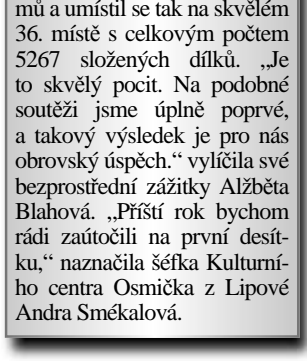 mů a umístil se tak na skvělém
36. místě s celkovým počtem
5267 složených dílků. „Je
to skvělý pocit. Na podobné
soutěži jsme úplně poprvé,
a takový výsledek je pro nás
obrovský úspěch.“ vylíčila své
bezprostřední zážitky Alžběta
Blahová. „Příští rok bychom
rádi zaútočili na první desít-
ku,“ naznačila šéfka Kulturní-
ho centra Osmička z Lipové
Andra Smékalová.